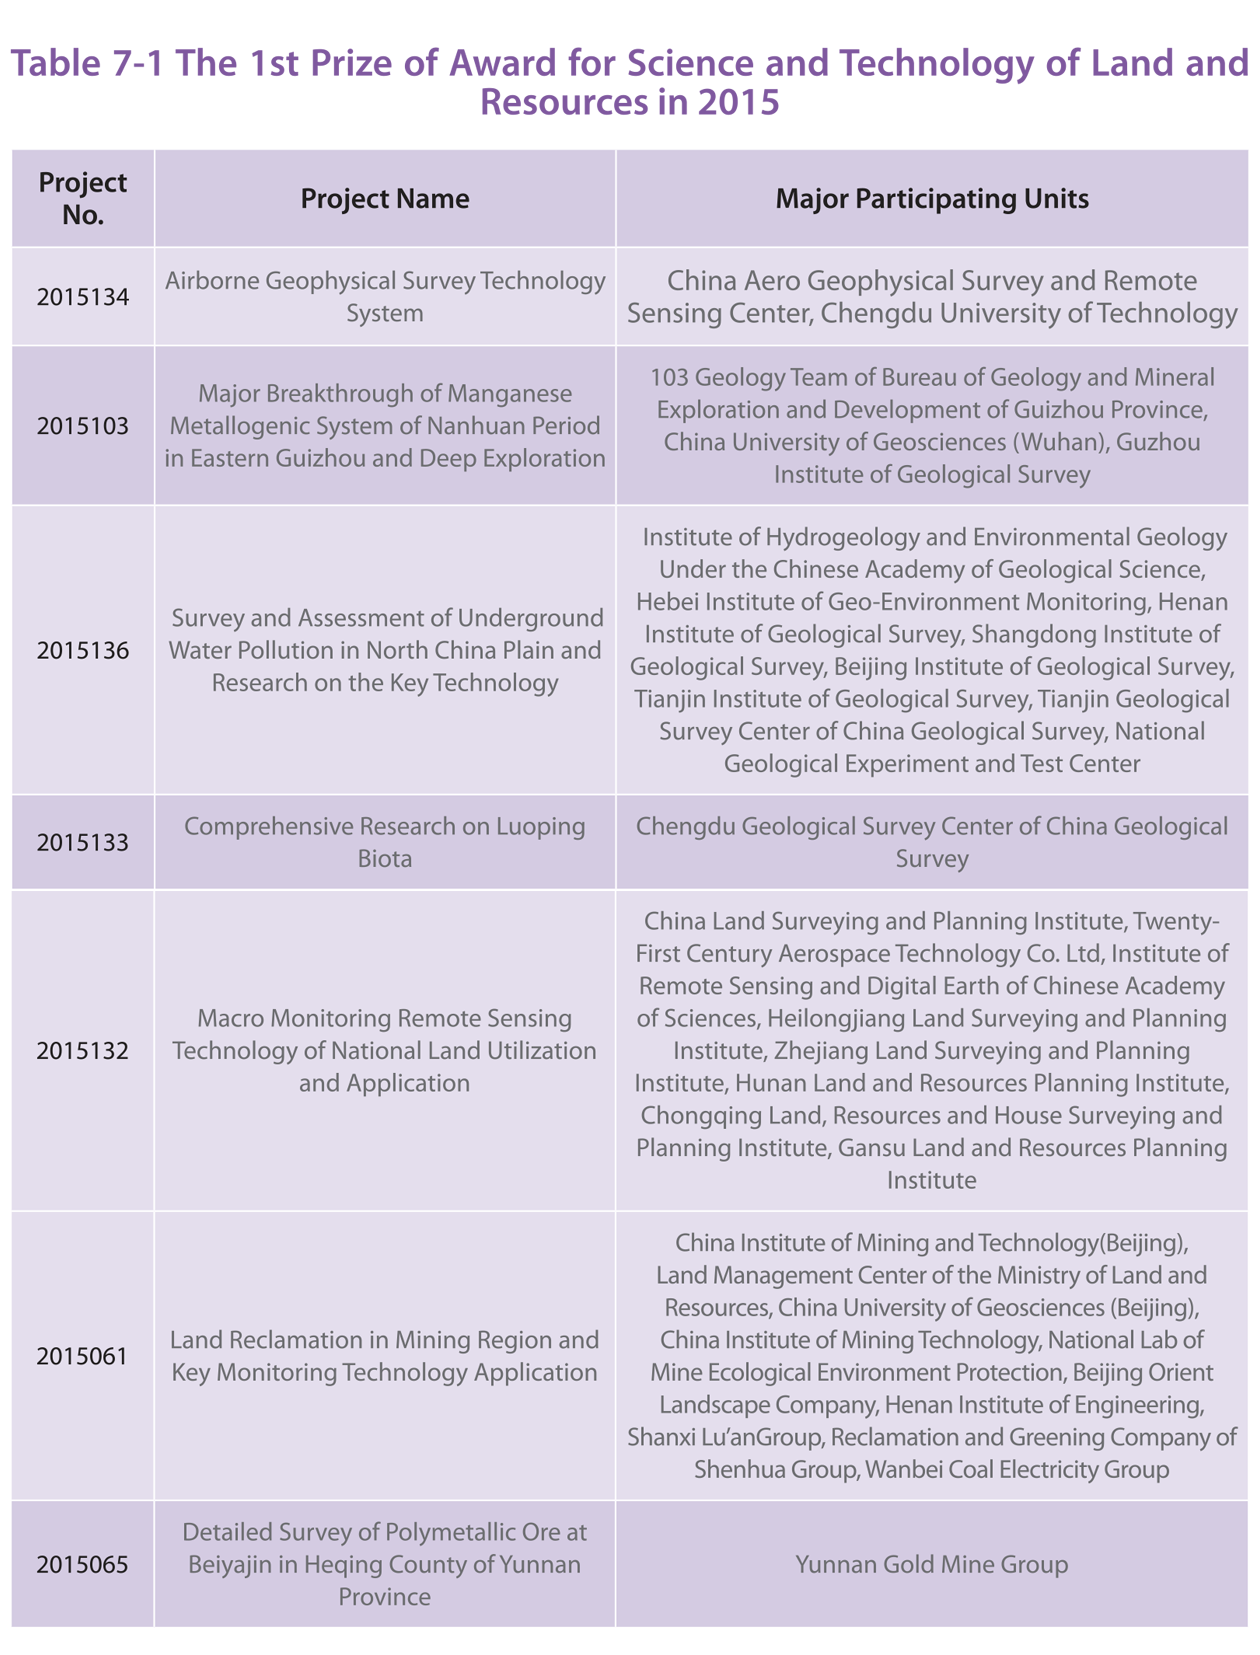 Table 7-1 The 1st Prize of Award for Science and Technology of Land and
Resources in 2015
Project
No.
Project Name
Major Participating Units
2015134
Airborne Geophysical Survey Technology
System
China Aero Geophysical Survey and Remote
Sensing Center, Chengdu University of Technology
2015103
Major Breakthrough of Manganese
Metallogenic System of Nanhuan Period
in Eastern Guizhou and Deep Exploration
103 Geology Team of Bureau of Geology and Mineral
Exploration and Development of Guizhou Province,
China University of Geosciences (Wuhan), Guzhou
Institute of Geological Survey
2015136
Survey and Assessment of Underground
Water Pollution in North China Plain and
Research on the Key Technology
Institute of Hydrogeology and Environmental Geology
Under the Chinese Academy of Geological Science,
Hebei Institute of Geo-Environment Monitoring, Henan
Institute of Geological Survey, Shangdong Institute of
Geological Survey, Beijing Institute of Geological Survey,
Tianjin Institute of Geological Survey, Tianjin Geological
Survey Center of China Geological Survey, National
Geological Experiment and Test Center
2015133
Comprehensive Research on Luoping
Biota
Chengdu Geological Survey Center of China Geological
Survey
2015132
Macro Monitoring Remote Sensing
Technology of National Land Utilization
and Application
China Land Surveying and Planning Institute, Twenty-
First Century Aerospace Technology Co. Ltd, Institute of
Remote Sensing and Digital Earth of Chinese Academy
of Sciences, Heilongjiang Land Surveying and Planning
Institute, Zhejiang Land Surveying and Planning
Institute, Hunan Land and Resources Planning Institute,
Chongqing Land, Resources and House Surveying and
Planning Institute, Gansu Land and Resources Planning
Institute
2015061
Land Reclamation in Mining Region and
Key Monitoring Technology Application
China Institute of Mining and Technology(Beijing),
Land Management Center of the Ministry of Land and
Resources, China University of Geosciences (Beijing),
China Institute of Mining Technology, National Lab of
Mine Ecological Environment Protection, Beijing Orient
Landscape Company, Henan Institute of Engineering,
Shanxi Lu’anGroup, Reclamation and Greening Company of
Shenhua Group, Wanbei Coal Electricity Group
2015065
Detailed Survey of Polymetallic Ore at
Beiyajin in Heqing County of Yunnan
Province
Yunnan Gold Mine Group